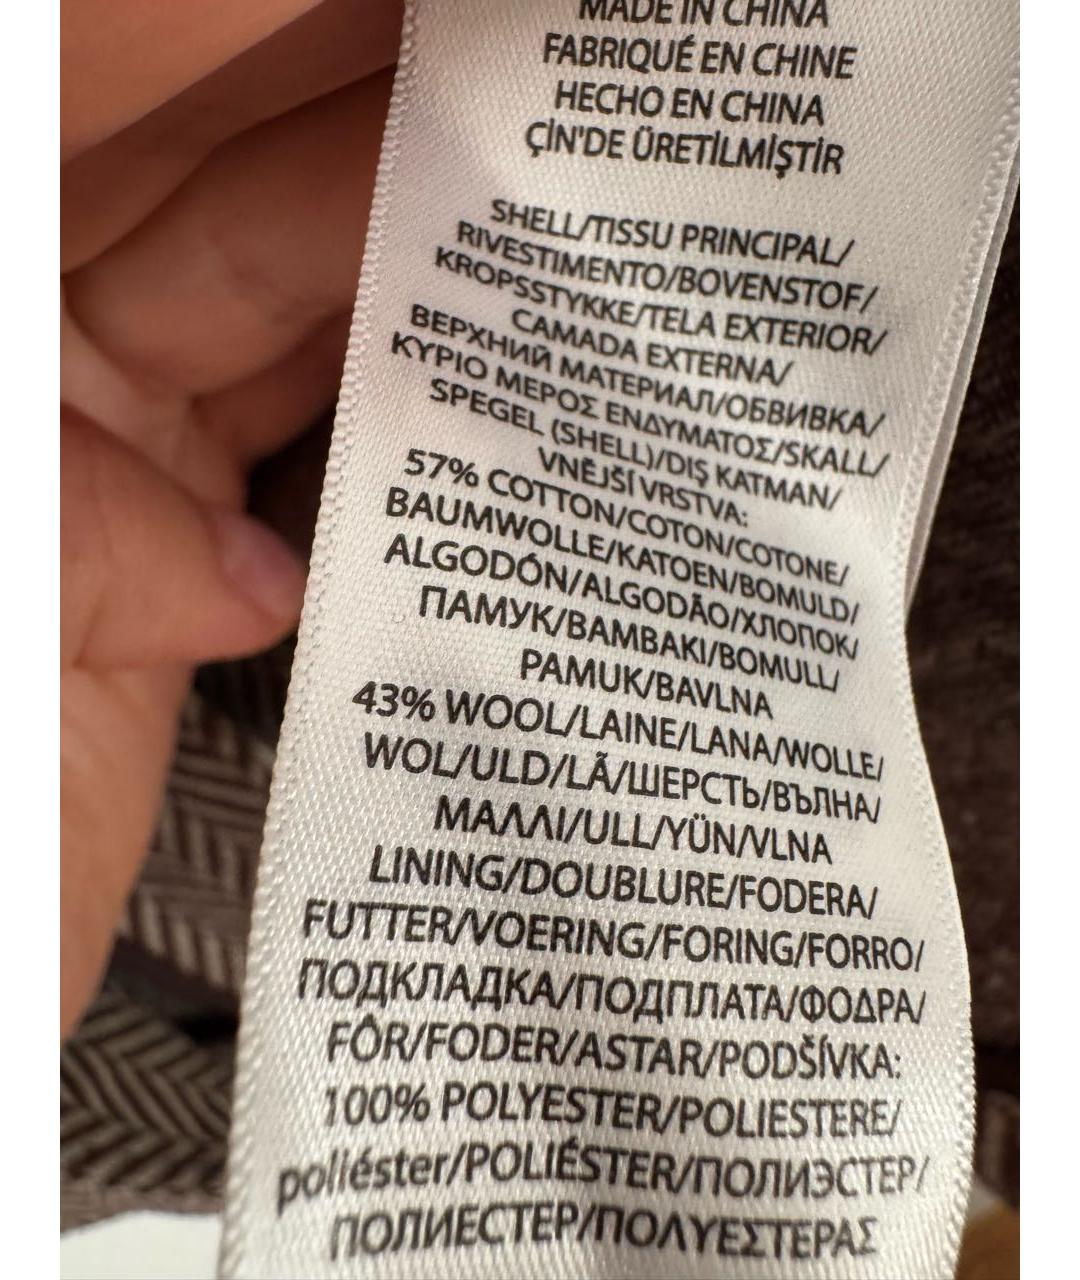 MADE IN CHINA
FABRIQUÉ EN CHINE
HECHO EN CHINA
ÇİN'DE ÜRETİLMİŞTİR
SHELL/TISSU PRINCIPAL/
RIVESTIMENTO/BOVENSTOF/
KROPSSTYKKE/TELA EXTERIOR/
CAMADA EXTERNA/
ВЕРХНИЙ МАТЕРИАЛ/ОБВИВКА/
ΚΥΡΙΟ ΜΕΡΟΣ ΕΝΔΥΜΑΤΟΣ/SKALL/
SPEGEL (SHELL)/DIŞ KATMAN/
VNĚJŠÍ VRSTVA:
57% COTTON/COTON/COTONE/
BAUMWOLLE/KATOEN/BOMULD/
ALGODÓN/ALGODÃO/ХЛОПОК/
ПАМУК/ΒΑΜΒΑΚΙ/BOMULL/
PAMUK/BAVLNA
43% WOOL/LAINE/LANA/WOLLE/
WOL/ULD/LÃ/ШЕРСТЬ/ВЪЛНА/
ΜΑΛΛΙ/ULL/YÜN/VLNA
LINING/DOUBLURE/FODERA/
FUTTER/VOERING/FORING/FORRO/
ПОДКЛАДКА/ПОДПЛАТА/ΦΟΔΡΑ/
FÔR/FODER/ASTAR/PODŠÍVKA:
100% POLYESTER/POLIESTERE/
poliéster/POLIÉSTER/ПОЛИЭСТЕР/
ПОЛИЕСТЕР/ΠΟΛΥΕΣΤΕΡΑΣ